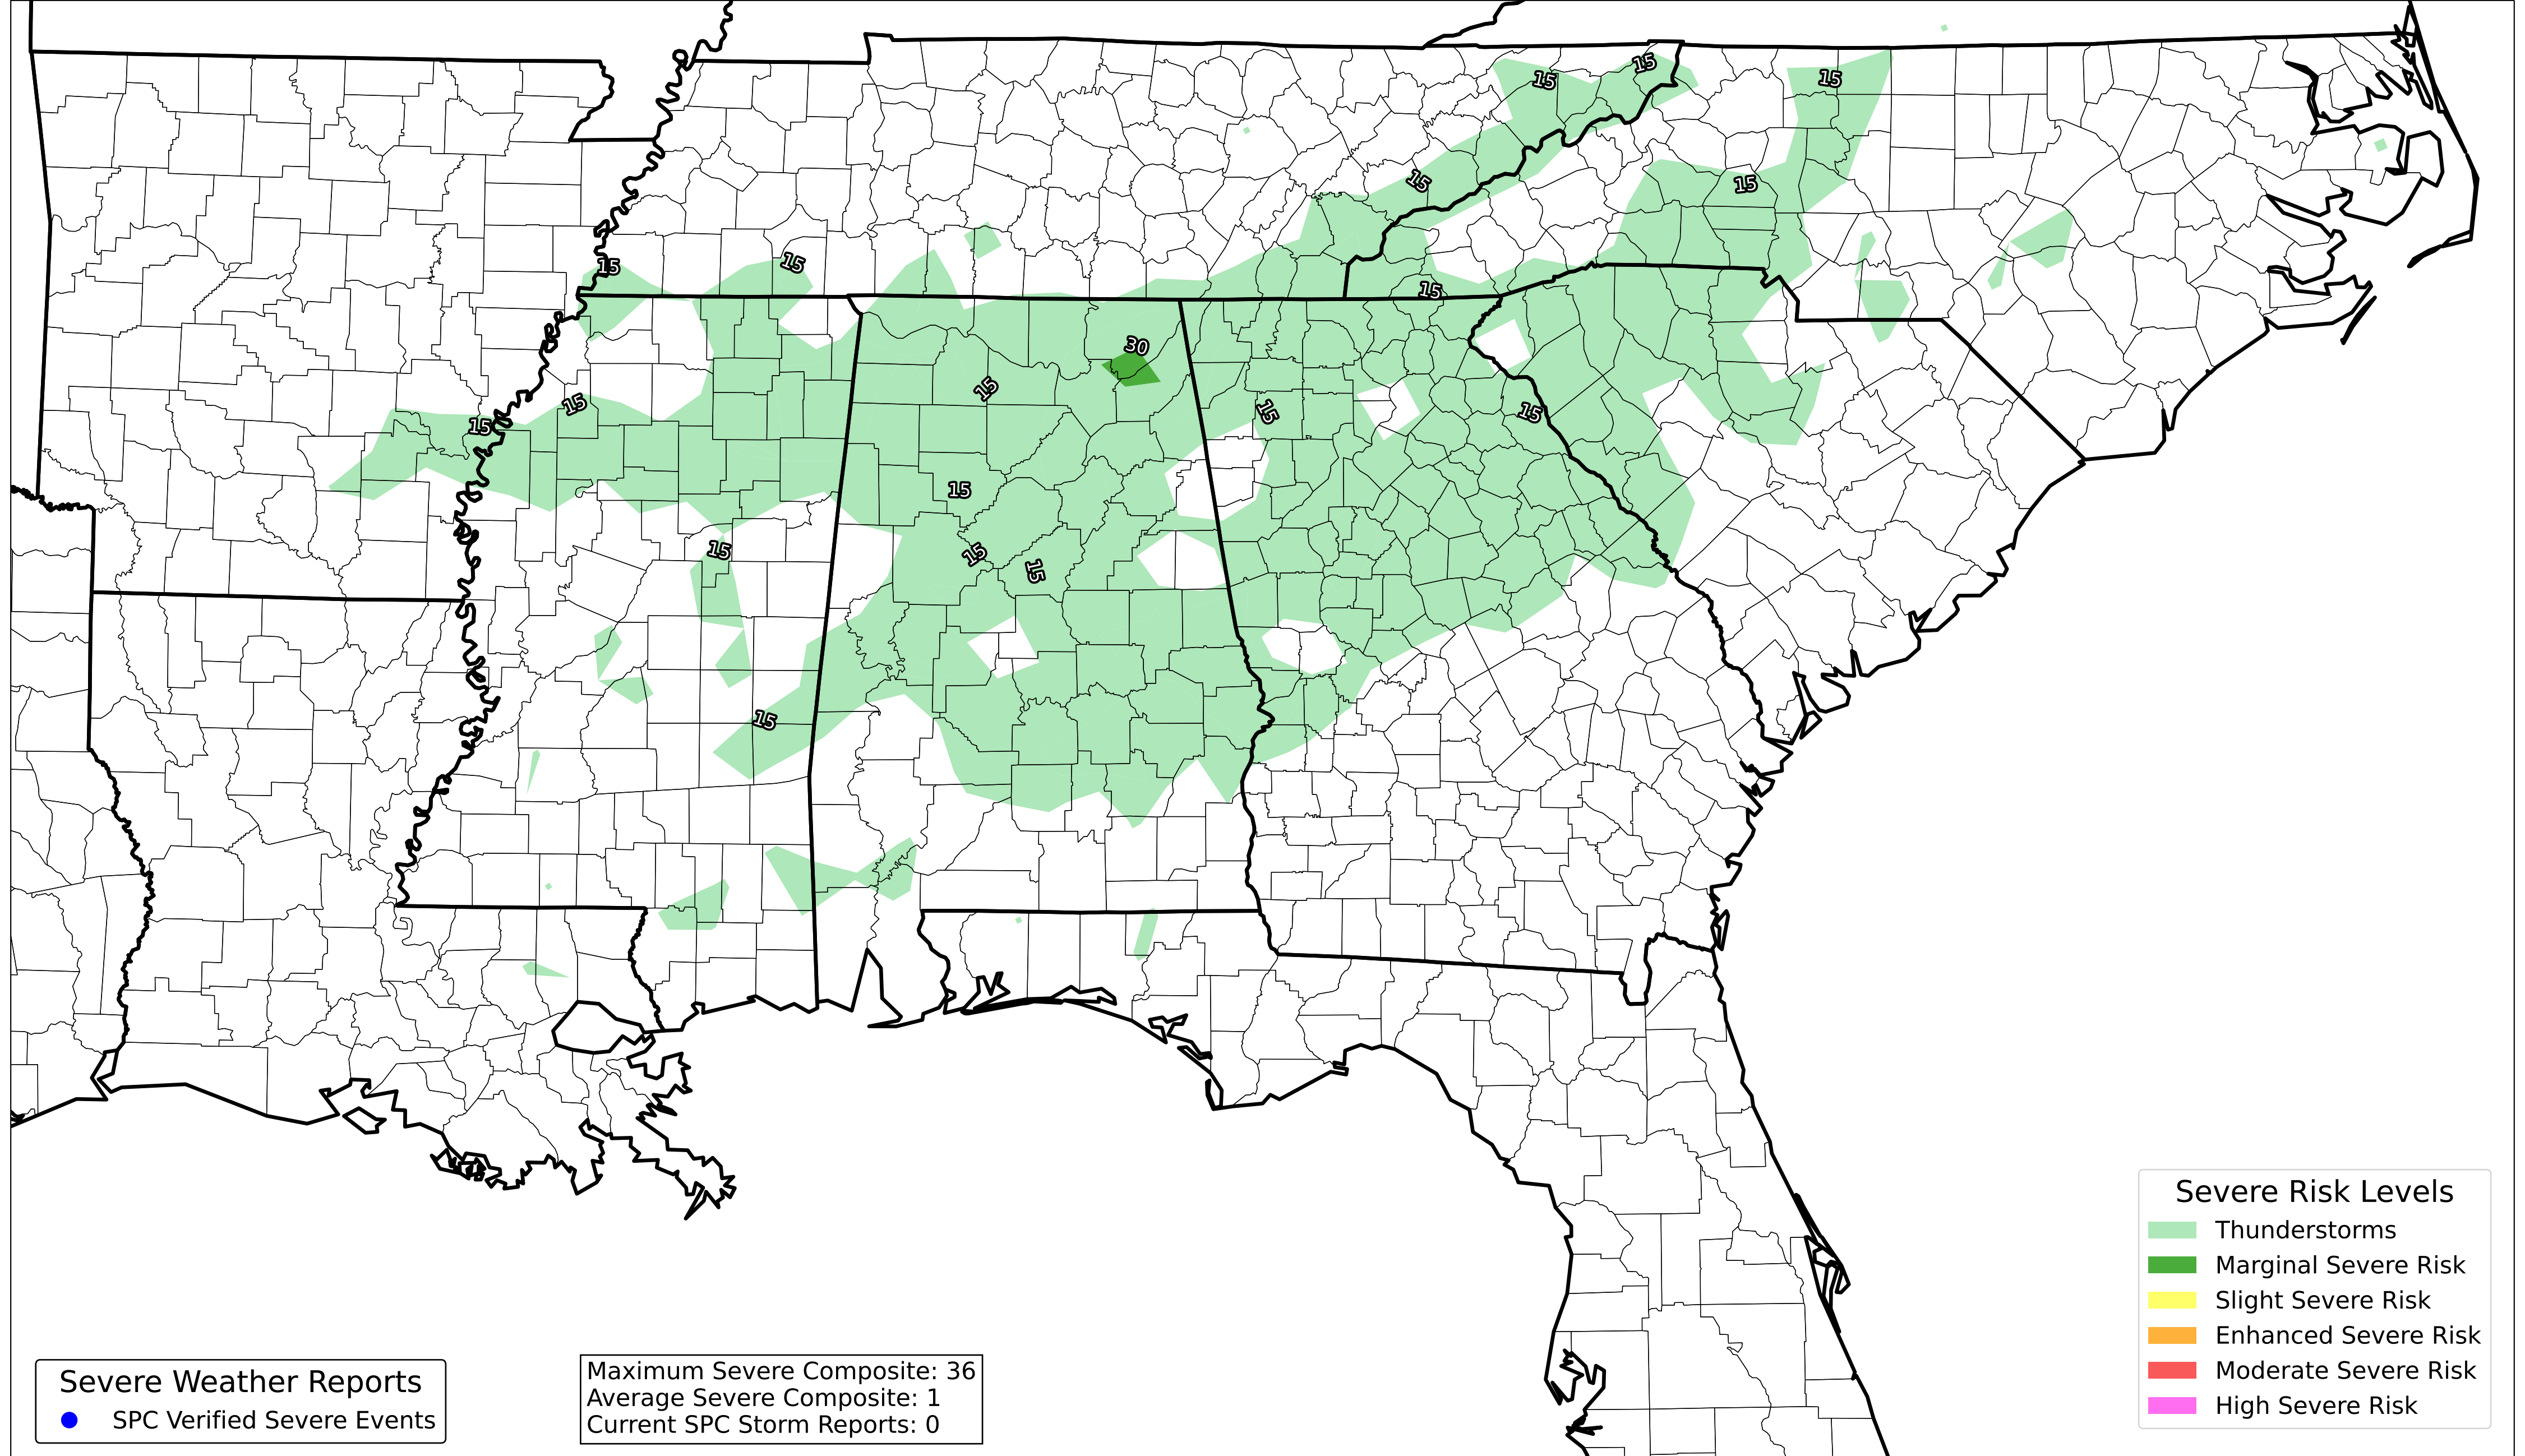 15
15
15
15
15
15
15
15
30
15
15
15
15
15
15
15
15
15
15
Severe Risk Levels
Thunderstorms
Marginal Severe Risk
Slight Severe Risk
Enhanced Severe Risk
Moderate Severe Risk
High Severe Risk
Severe Weather Reports
SPC Verified Severe Events
Maximum Severe Composite: 36
Average Severe Composite: 1
Current SPC Storm Reports: 0